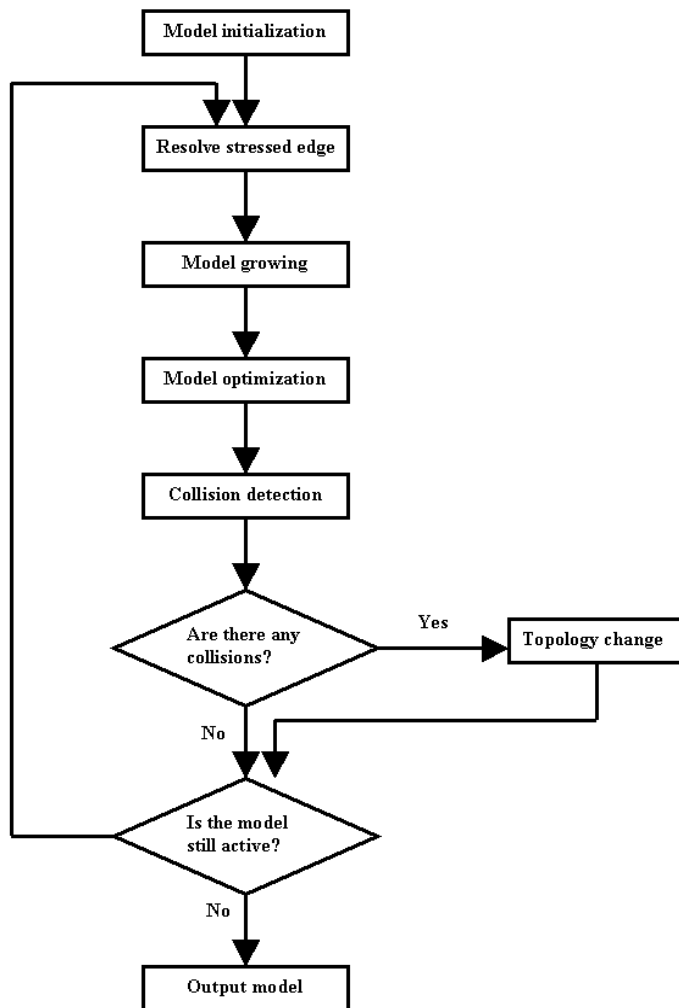 Model initialization
Resolve stressed edge
Model growing
Model optimization
Collision detection
Are there any
collisions?
Yes
Topology change
No
Is the model
still active?
No
Output model